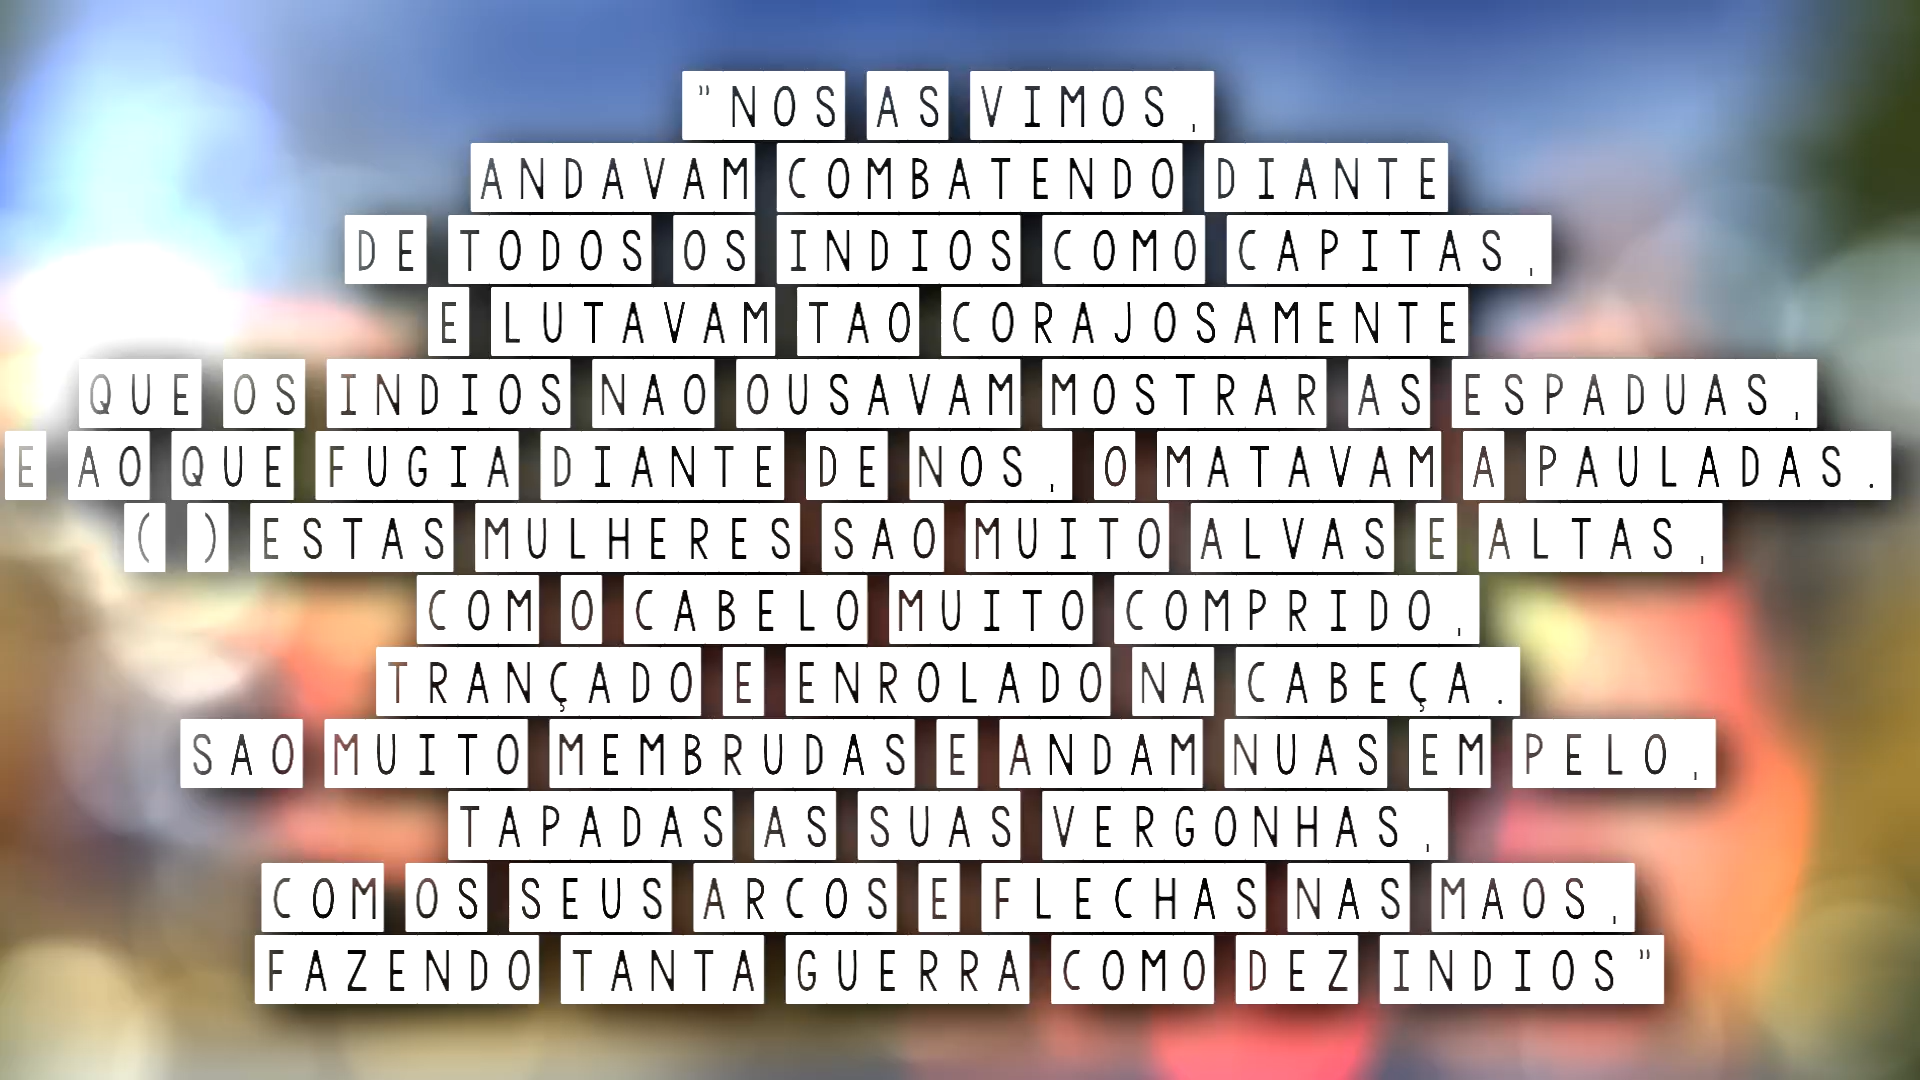 "NOS AS VIMOS,
ANDAVAM COMBATENDO DIANTE
DE TODOS OS INDIOS COMO CAPITAS,
E LUTAVAM TAO CORAJOSAMENTE
QUE OS INDIOS NAO OUSAVAM MOSTRAR AS ESPADUAS,
E AO QUE FUGIA DIANTE DE NOS, O MATAVAM A PAULADAS.
( ) ESTAS MULHERES SAO MUITO ALVAS E ALTAS,
COM O CABELO MUITO COMPRIDO,
TRANÇADO E ENROLADO NA CABEÇA.
SAO MUITO MEMBRUDAS E ANDAM NUAS EM PELO,
TAPADAS AS SUAS VERGONHAS,
COM OS SEUS ARCOS E FLECHAS NAS MAOS,
FAZENDO TANTA GUERRA COMO DEZ INDIOS"